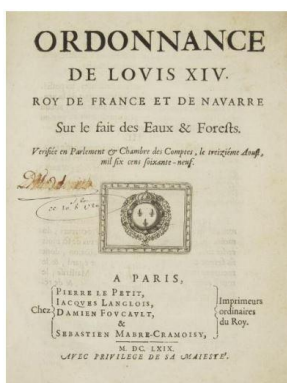 ORDONNANCE
DE LOVIS XIV.
ROY DE FRANCE ET DE NAVARRE
Sur le fait des Eaux & Forests.
Verifiée en Parlement & Chambre des Comptes, le treiziéme Aoust,
mil six cens soixante-neuf.
A PARIS,
Chez
PIERRE LE PETIT,
IACQVES LANGLOIS,
DAMIEN FOVCAVLT,
&
SEBASTIEN MABRE-CRAMOISY,
Imprimeurs
ordinaires
du Roy.
M. DC. LXIX.
AVEC PRIVILEGE DE SA MAIESTÉ.